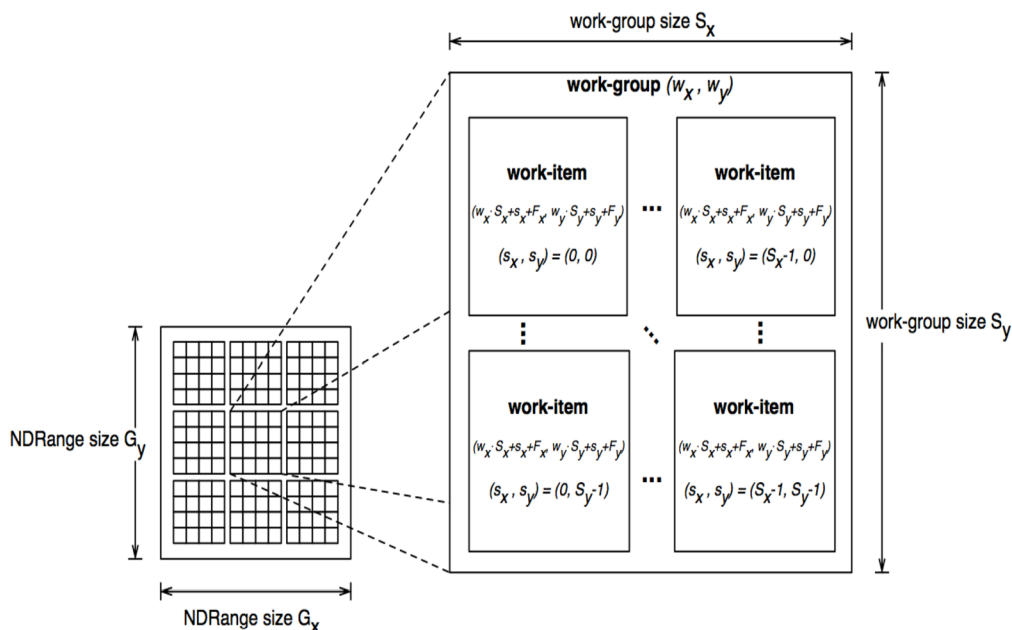 work-group size Sx
work-group (wx , wy)
work-item
(wx·Sx+sx+Fx, wy·Sy+sy+Fy)
(sx , sy) = (0, 0)
...
work-item
(wx·Sx+sx+Fx, wy·Sy+sy+Fy)
(sx , sy) = (Sx-1, 0)
work-group size Sy
work-item
(wx·Sx+sx+Fx, wy·Sy+sy+Fy)
(sx , sy) = (0, Sy-1)
...
work-item
(wx·Sx+sx+Fx, wy·Sy+sy+Fy)
(sx , sy) = (Sx-1, Sy-1)
NDRange size Gy
NDRange size Gx